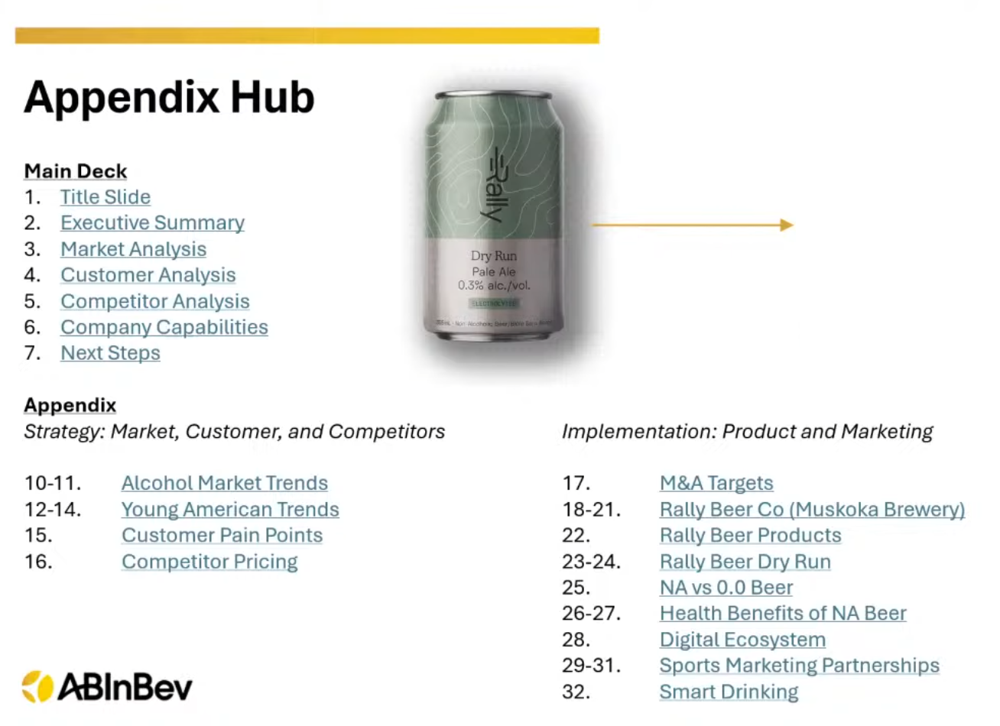 Appendix Hub
Main Deck
1. Title Slide
2. Executive Summary
3. Market Analysis
4. Customer Analysis
5. Competitor Analysis
6. Company Capabilities
7. Next Steps
Rally
Dry Run
Pale Ale
0.3% alc./vol.
ELECTROLYTES
Appendix
Strategy: Market, Customer, and Competitors
10-11. Alcohol Market Trends
12-14. Young American Trends
15. Customer Pain Points
16. Competitor Pricing
Implementation: Product and Marketing
17. M&A Targets
18-21. Rally Beer Co (Muskoka Brewery)
22. Rally Beer Products
23-24. Rally Beer Dry Run
25. NA vs 0.0 Beer
26-27. Health Benefits of NA Beer
28. Digital Ecosystem
29-31. Sports Marketing Partnerships
32. Smart Drinking
ABInBev